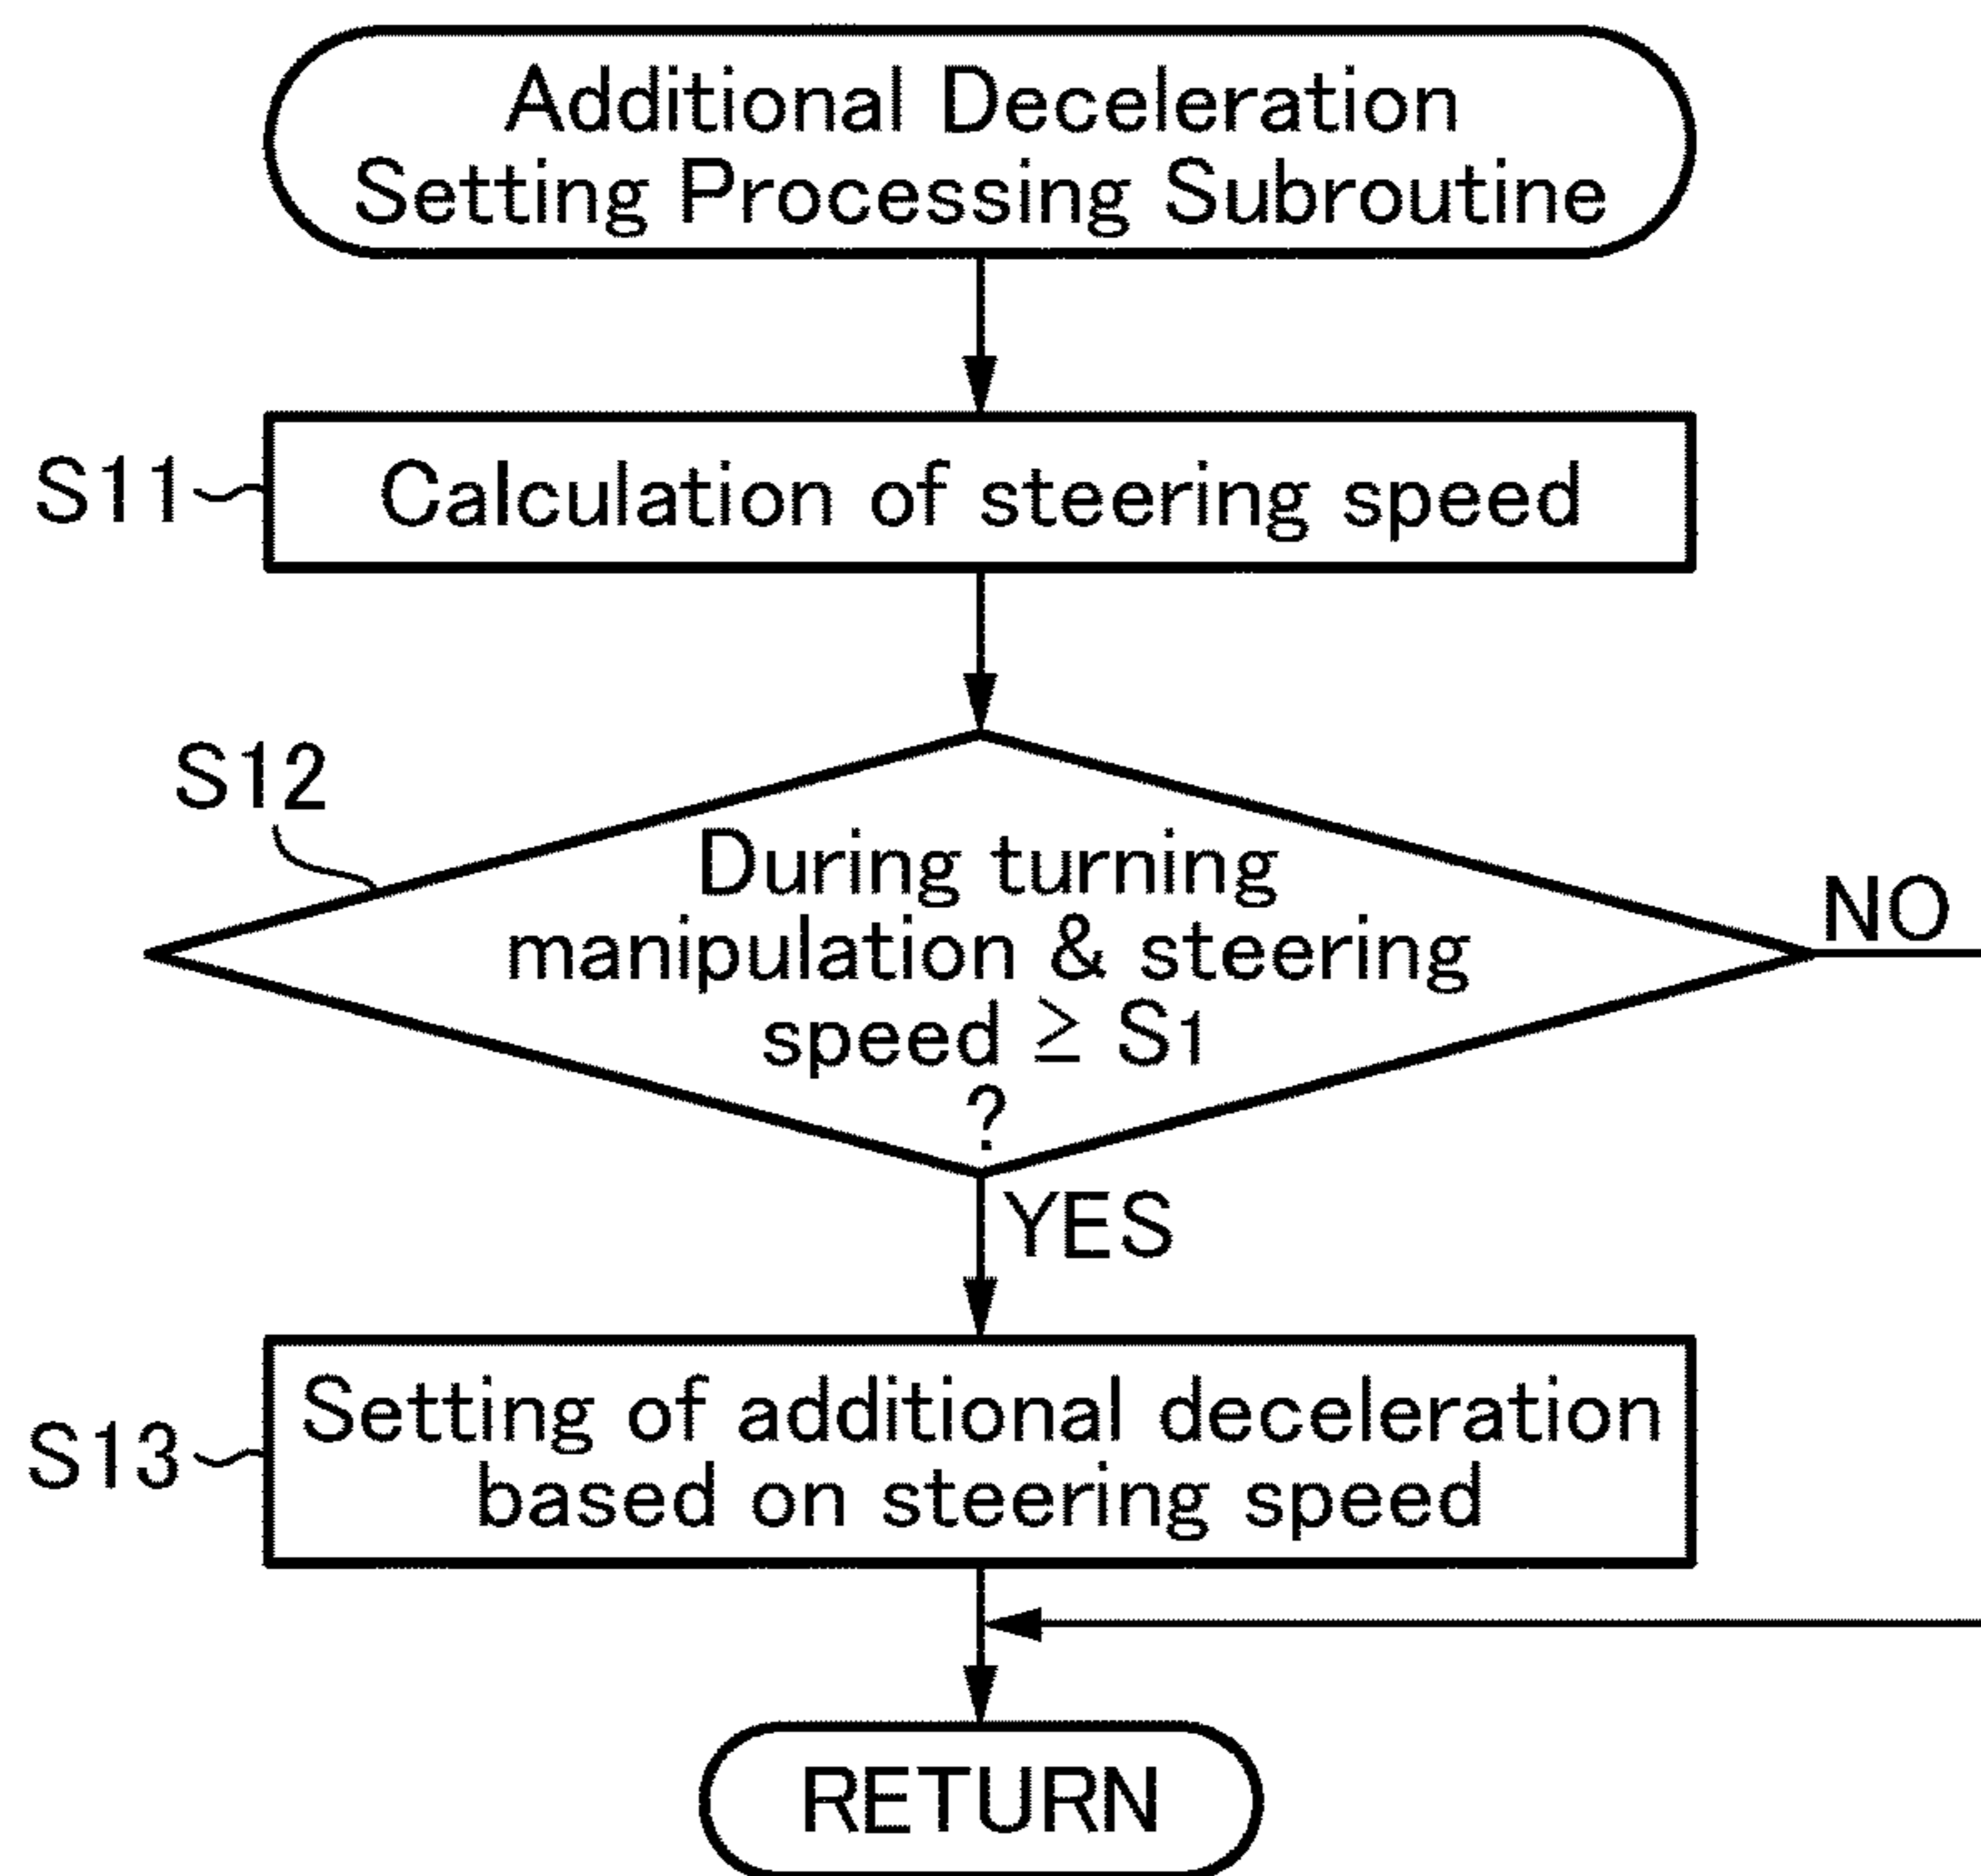 Additional Deceleration
Setting Processing Subroutine
S11
Calculation of steering speed
S12
During turning
manipulation & steering
speed ≥ S1
?
NO
YES
S13
Setting of additional deceleration
based on steering speed
RETURN